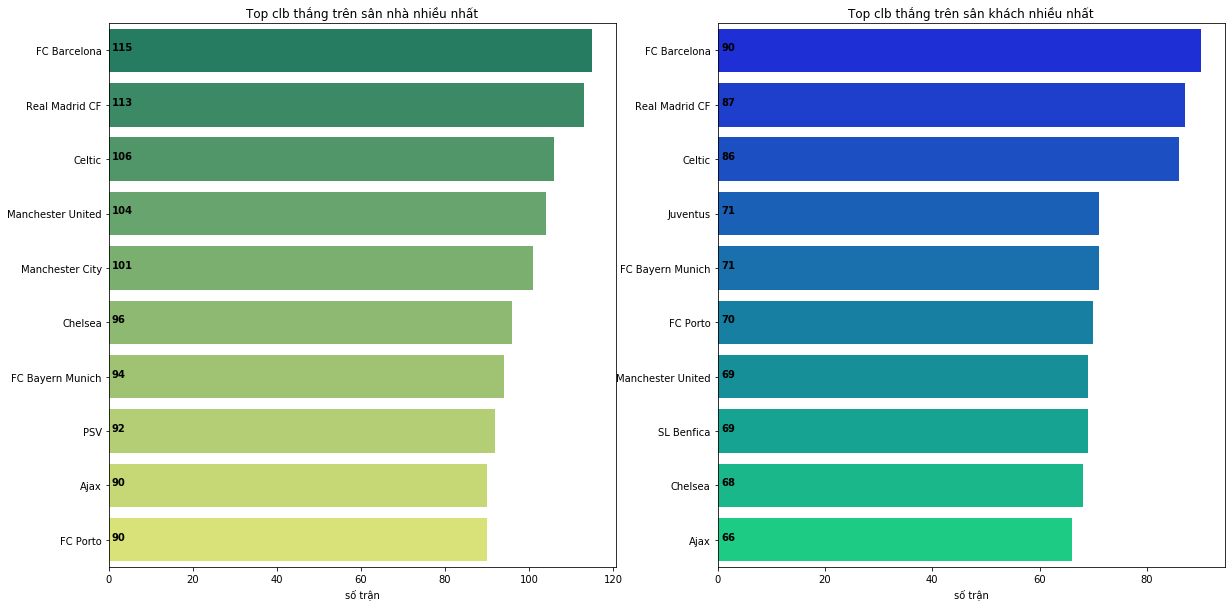 Top clb thắng trên sân nhà nhiều nhất
FC Barcelona 115
Real Madrid CF 113
Celtic 106
Manchester United 104
Manchester City 101
Chelsea 96
FC Bayern Munich 94
PSV 92
Ajax 90
FC Porto 90
0 20 40 60 80 100 120
số trận
Top clb thắng trên sân khách nhiều nhất
FC Barcelona 90
Real Madrid CF 87
Celtic 86
Juventus 71
FC Bayern Munich 71
FC Porto 70
Manchester United 69
SL Benfica 69
Chelsea 68
Ajax 66
0 20 40 60 80
số trận